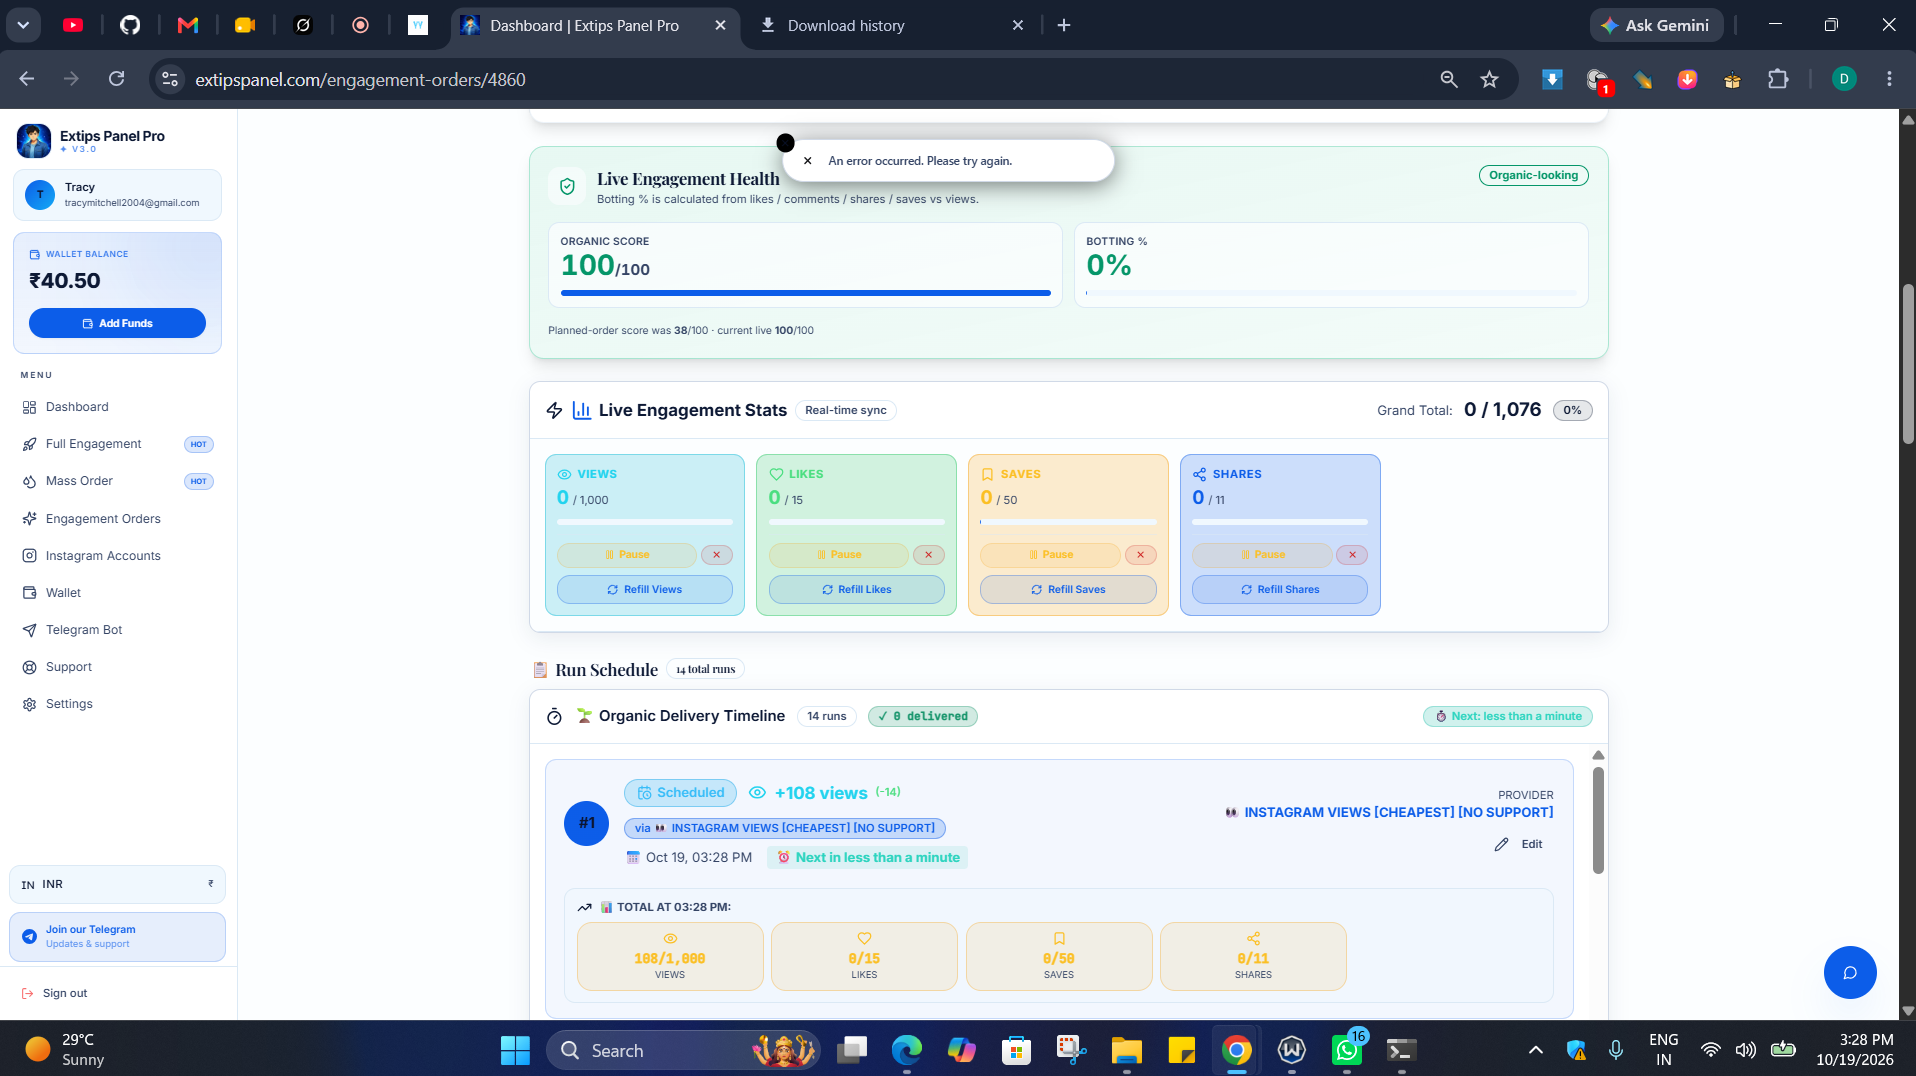 Dashboard | Extips Panel Pro
Download history
Ask Gemini
extipspanel.com/engagement-orders/4860
1
D
Extips Panel Pro
✦ V3.0
T
Tracy
tracymitchell2004@gmail.com
WALLET BALANCE
₹40.50
Add Funds
MENU
Dashboard
Full Engagement HOT
Mass Order HOT
Engagement Orders
Instagram Accounts
Wallet
Telegram Bot
Support
Settings
IN INR ₹
Join our Telegram
Updates & support
Sign out
An error occurred. Please try again.
Live Engagement Health
Organic-looking
Botting % is calculated from likes / comments / shares / saves vs views.
ORGANIC SCORE
100/100
BOTTING %
0%
Planned-order score was 38/100 · current live 100/100
Live Engagement Stats Real-time sync
Grand Total: 0 / 1,076 0%
VIEWS
0 / 1,000
Pause
Refill Views
LIKES
0 / 15
Pause
Refill Likes
SAVES
0 / 50
Pause
Refill Saves
SHARES
0 / 11
Pause
Refill Shares
Run Schedule 14 total runs
Organic Delivery Timeline 14 runs ✓ 0 delivered
Next: less than a minute
#1
Scheduled +108 views (-14)
via INSTAGRAM VIEWS [CHEAPEST] [NO SUPPORT]
Oct 19, 03:28 PM Next in less than a minute
PROVIDER
INSTAGRAM VIEWS [CHEAPEST] [NO SUPPORT]
Edit
TOTAL AT 03:28 PM:
108/1,000
VIEWS
0/15
LIKES
0/50
SAVES
0/11
SHARES
29°C
Sunny
Search
16
ENG
IN
3:28 PM
10/19/2026